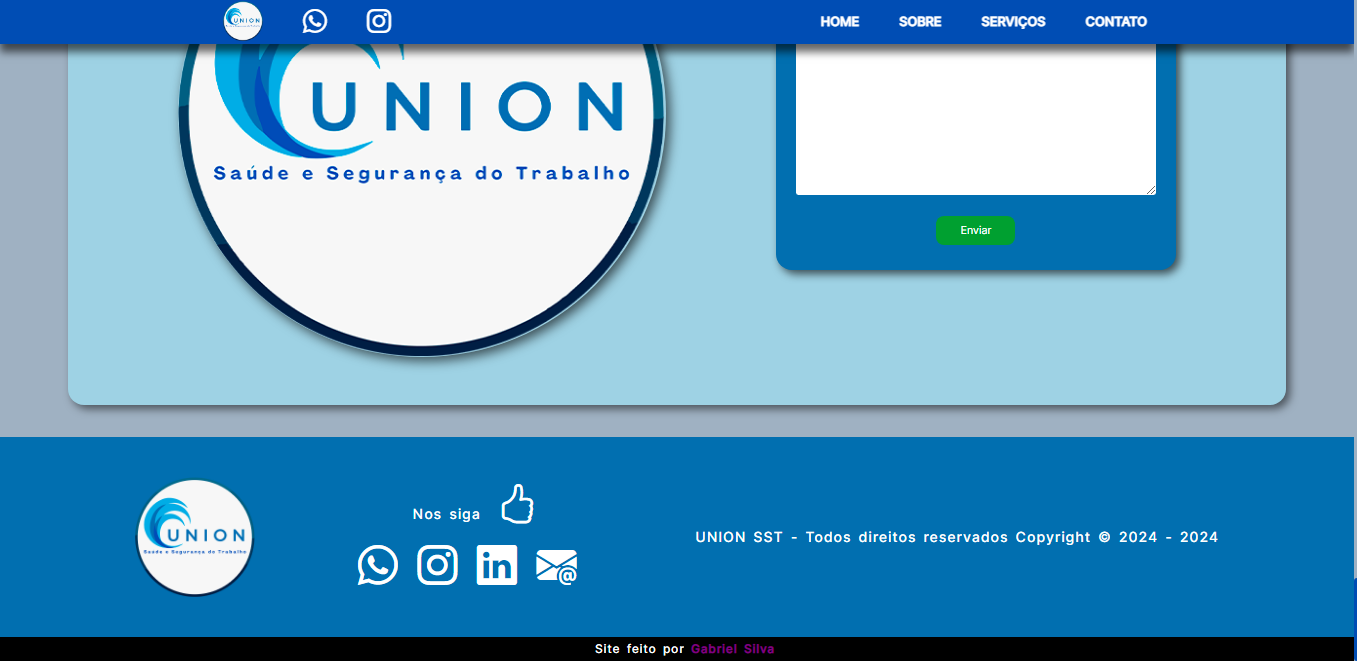 UNION
HOME SOBRE SERVIÇOS CONTATO
UNION
Saúde e Segurança do Trabalho
Enviar
UNION
Saúde e Segurança do Trabalho
Nos siga
in
@
UNION SST - Todos direitos reservados Copyright © 2024 - 2024
Site feito por Gabriel Silva